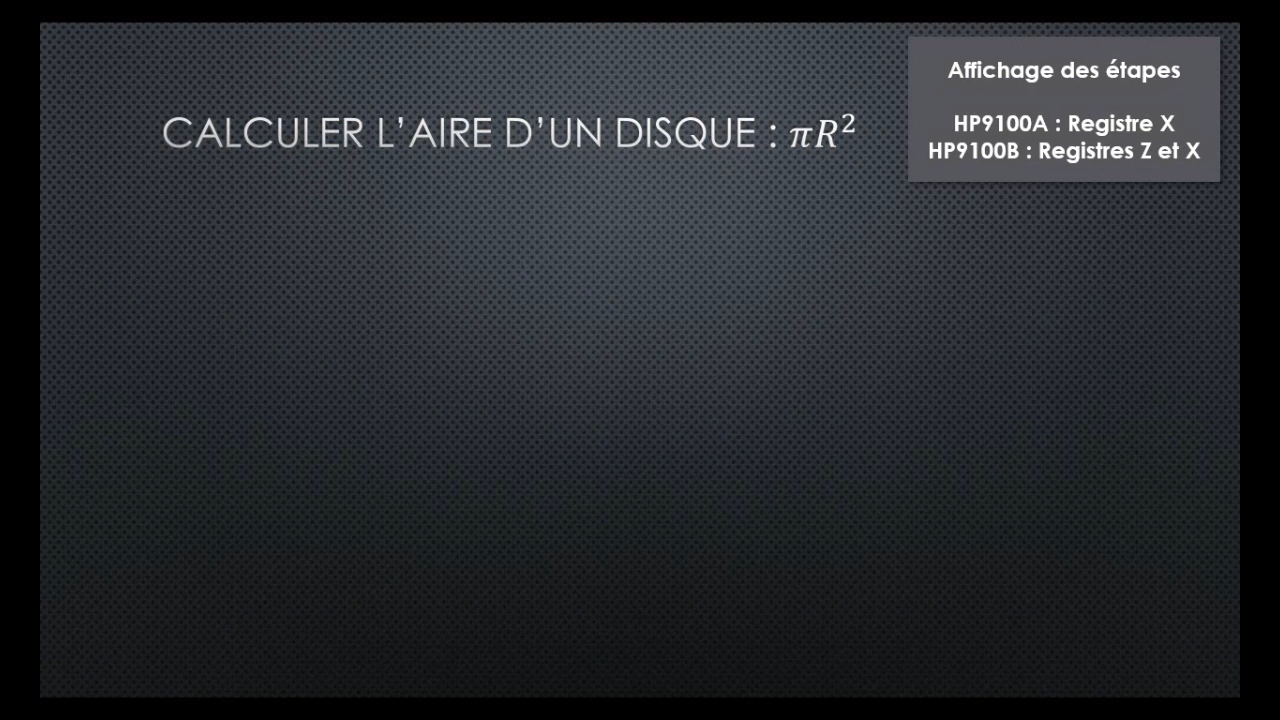 CALCULER L’AIRE D’UN DISQUE : πR²
Affichage des étapes
HP9100A : Registre X
HP9100B : Registres Z et X